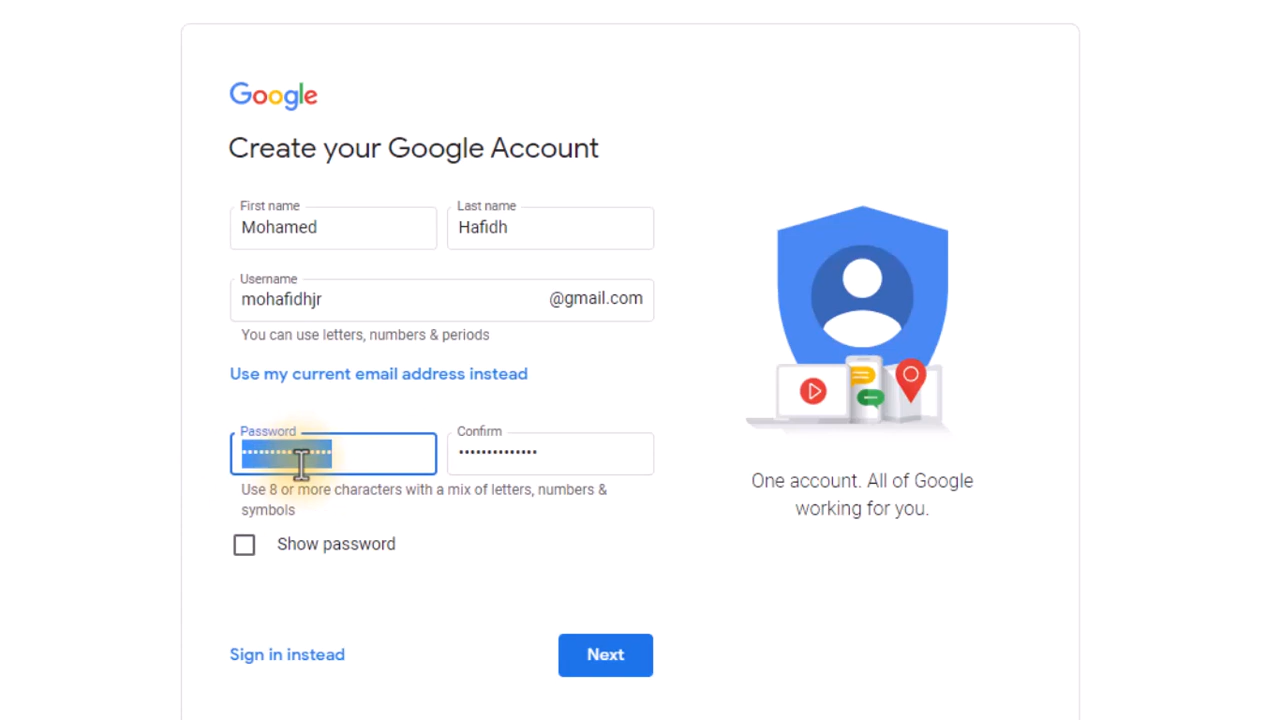 Google
Create your Google Account
First name
Last name
Mohamed
Hafidh
Username
mohafidhjr
@gmail.com
You can use letters, numbers & periods
Use my current email address instead
Password
Confirm
Use 8 or more characters with a mix of letters, numbers &
symbols
Show password
One account. All of Google
working for you.
Sign in instead
Next